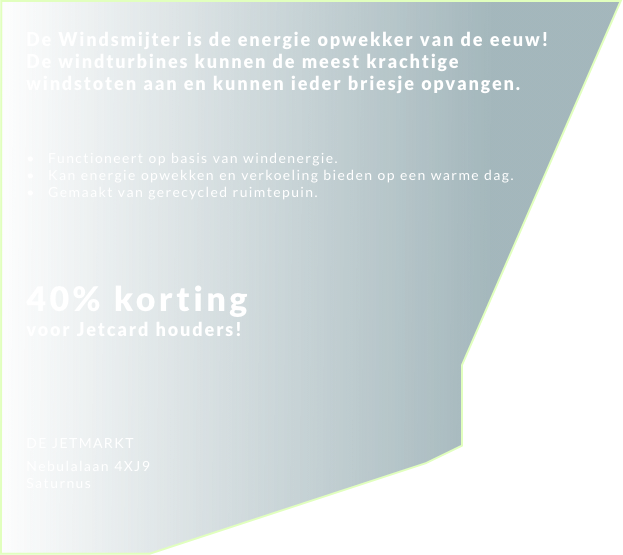 De Windsmijter is de energie opwekker van de eeuw!
De windturbines kunnen de meest krachtige
windstoten aan en kunnen ieder briesje opvangen.
• Functioneert op basis van windenergie.
• Kan energie opwekken en verkoeling bieden op een warme dag.
• Gemaakt van gerecycled ruimtepuin.
40% korting
voor Jetcard houders!
DE JETMARKT
Nebulalaan 4XJ9
Saturnus